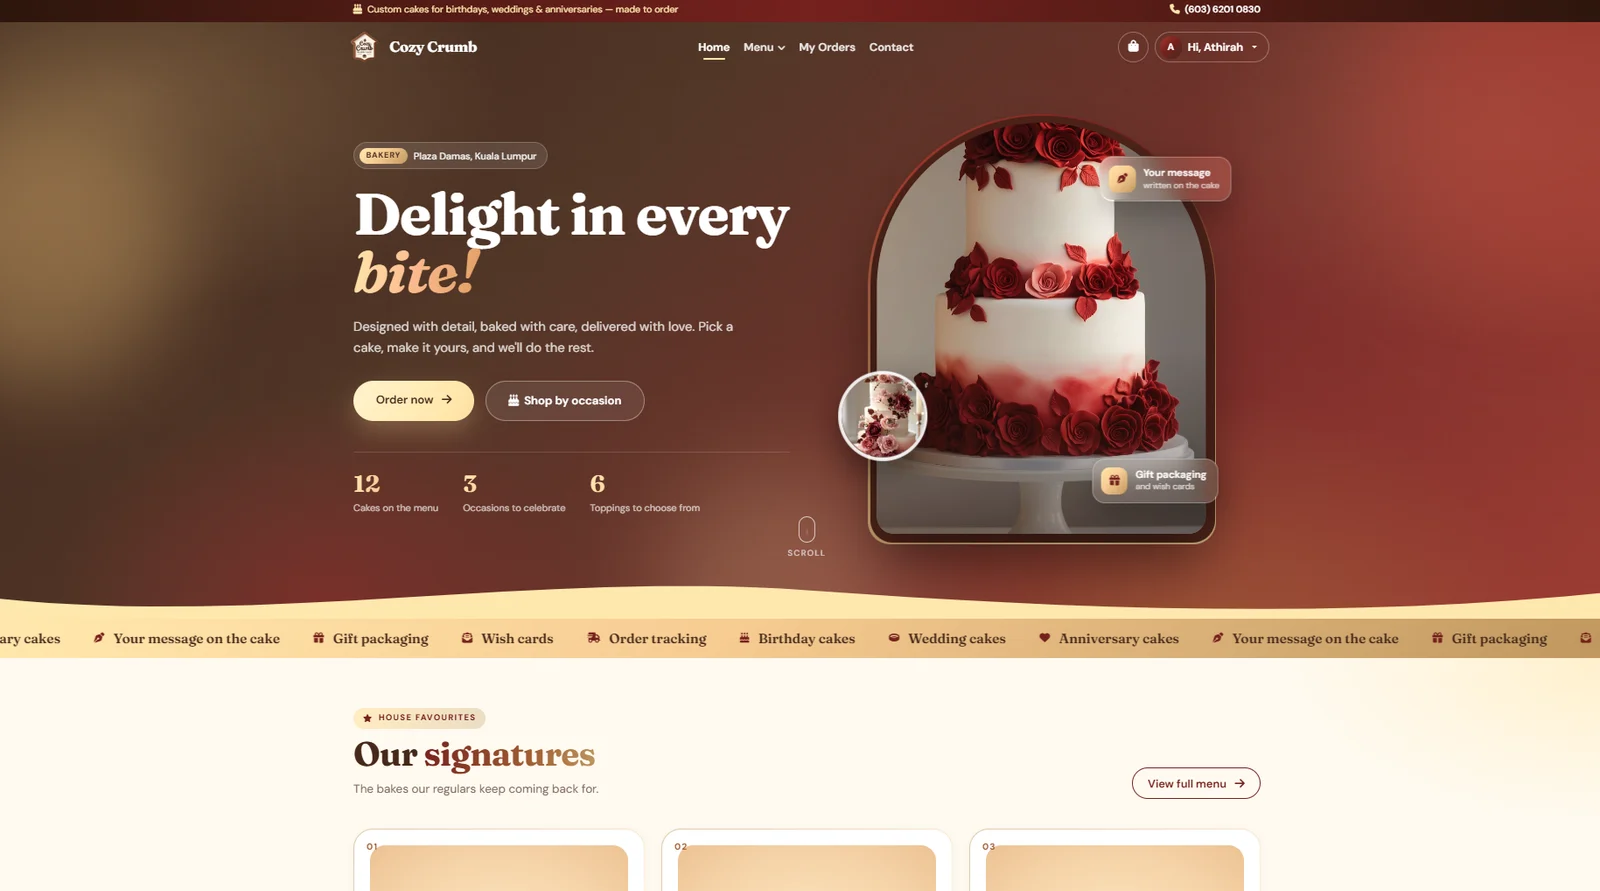 Custom cakes for birthdays, weddings & anniversaries — made to order
(603) 6201 0830
Cozy Crumb
Home
Menu
My Orders
Contact
A
Hi, Athirah
BAKERY
Plaza Damas, Kuala Lumpur
Delight in every
bite!
Designed with detail, baked with care, delivered with love. Pick a
cake, make it yours, and we'll do the rest.
Order now
Shop by occasion
12
Cakes on the menu
3
Occasions to celebrate
6
Toppings to choose from
Your message
written on the cake
Gift packaging
and wish cards
SCROLL
ary cakes
Your message on the cake
Gift packaging
Wish cards
Order tracking
Birthday cakes
Wedding cakes
Anniversary cakes
Your message on the cake
Gift packaging
HOUSE FAVOURITES
Our signatures
The bakes our regulars keep coming back for.
View full menu
01
02
03